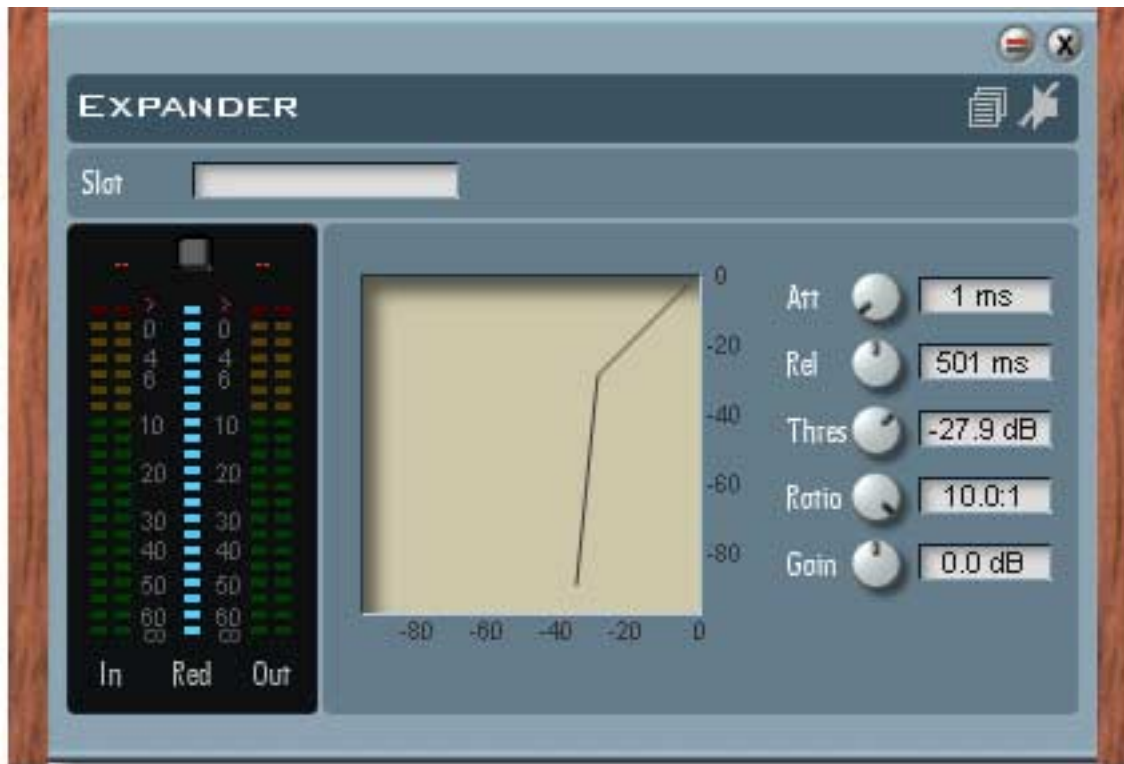 EXPANDER
Slot
-- --
> >
0 0
4 4
6 6
10 10
20 20
30 30
40 40
50 50
60 60
∞ ∞
In Red Out
0
-20
-40
-60
-80
-80 -60 -40 -20 0
Att 1 ms
Rel 501 ms
Thres -27.9 dB
Ratio 10.0:1
Gain 0.0 dB
X